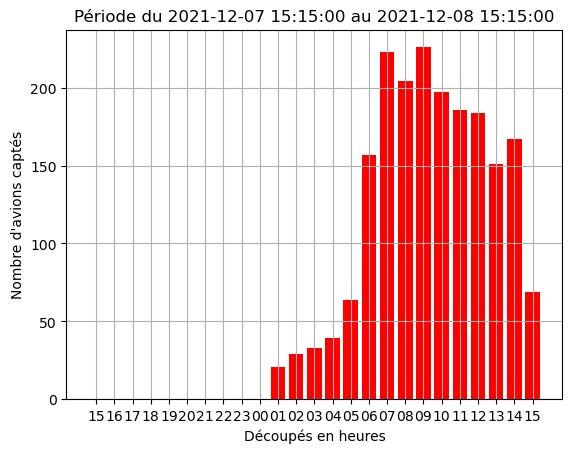 Période du 2021-12-07 15:15:00 au 2021-12-08 15:15:00
Nombre d'avions captés
200
150
100
50
0
15 16 17 18 19 20 21 22 23 00 01 02 03 04 05 06 07 08 09 10 11 12 13 14 15
Découpés en heures